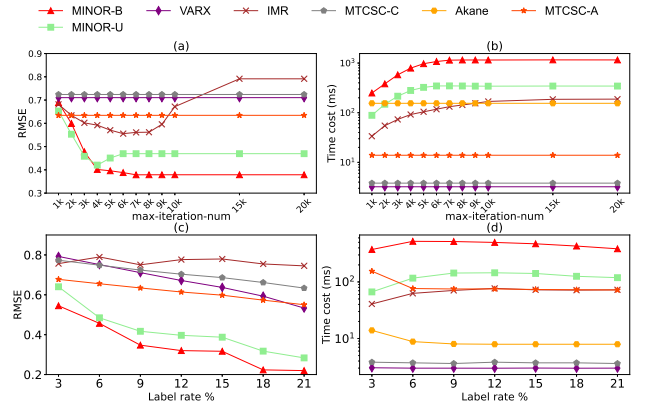 MINOR-B VARX IMR MTCSC-C Akane MTCSC-A
MINOR-U
(a) (b)
0.9
0.8
0.7
0.6
0.5
0.4
0.3
RMSE
1k 2k 3k 4k 5k 6k 7k 8k 9k 10k 15k 20k
max-iteration-num
10³
10²
10¹
Time cost (ms)
1k 2k 3k 4k 5k 6k 7k 8k 9k 10k 15k 20k
max-iteration-num
(c) (d)
0.8
0.6
0.4
0.2
RMSE
3 6 9 12 15 18 21
Label rate %
10²
10¹
Time cost (ms)
3 6 9 12 15 18 21
Label rate %